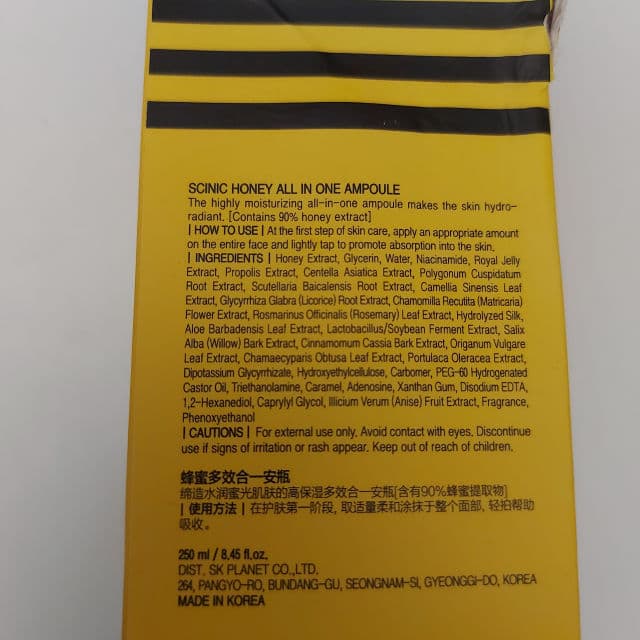 SCINIC HONEY ALL IN ONE AMPOULE
The highly moisturizing all-in-one ampoule makes the skin hydro-
radiant. [Contains 90% honey extract]
| HOW TO USE | At the first step of skin care, apply an appropriate amount
on the entire face and lightly tap to promote absorption into the skin.
| INGREDIENTS | Honey Extract, Glycerin, Water, Niacinamide, Royal Jelly
Extract, Propolis Extract, Centella Asiatica Extract, Polygonum Cuspidatum
Root Extract, Scutellaria Baicalensis Root Extract, Camellia Sinensis Leaf
Extract, Glycyrrhiza Glabra (Licorice) Root Extract, Chamomilla Recutita (Matricaria)
Flower Extract, Rosmarinus Officinalis (Rosemary) Leaf Extract, Hydrolyzed Silk,
Aloe Barbadensis Leaf Extract, Lactobacillus/Soybean Ferment Extract, Salix
Alba (Willow) Bark Extract, Cinnamomum Cassia Bark Extract, Origanum Vulgare
Leaf Extract, Chamaecyparis Obtusa Leaf Extract, Portulaca Oleracea Extract,
Dipotassium Glycyrrhizate, Hydroxyethylcellulose, Carbomer, PEG-60 Hydrogenated
Castor Oil, Triethanolamine, Caramel, Adenosine, Xanthan Gum, Disodium EDTA,
1,2-Hexanediol, Caprylyl Glycol, Illicium Verum (Anise) Fruit Extract, Fragrance,
Phenoxyethanol
| CAUTIONS | For external use only. Avoid contact with eyes. Discontinue
use if signs of irritation or rash appear. Keep out of reach of children.
蜂蜜多效合一安瓶
缔造水润蜜光肌肤的高保湿多效合一安瓶[含有90%蜂蜜提取物]
| 使用方法 | 在护肤第一阶段, 取适量柔和涂抹于整个面部, 轻拍帮助
吸收。
250 ml / 8.45 fl.oz.
DIST. SK PLANET CO.,LTD.
264, PANGYO-RO, BUNDANG-GU, SEONGNAM-SI, GYEONGGI-DO, KOREA
MADE IN KOREA